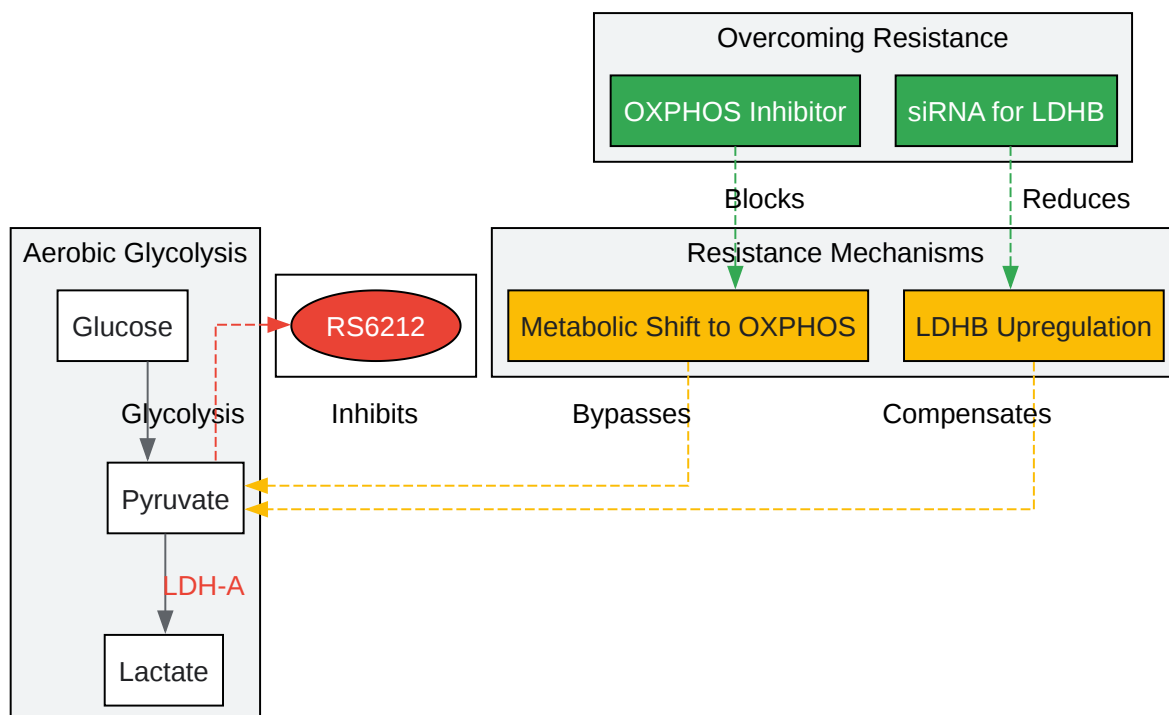 Overcoming Resistance
OXPHOS Inhibitor
siRNA for LDHB
Blocks
Reduces
Aerobic Glycolysis
Resistance Mechanisms
Glucose
RS6212
Metabolic Shift to OXPHOS
LDHB Upregulation
Glycolysis
Inhibits
Bypasses
Compensates
Pyruvate
LDH-A
Lactate